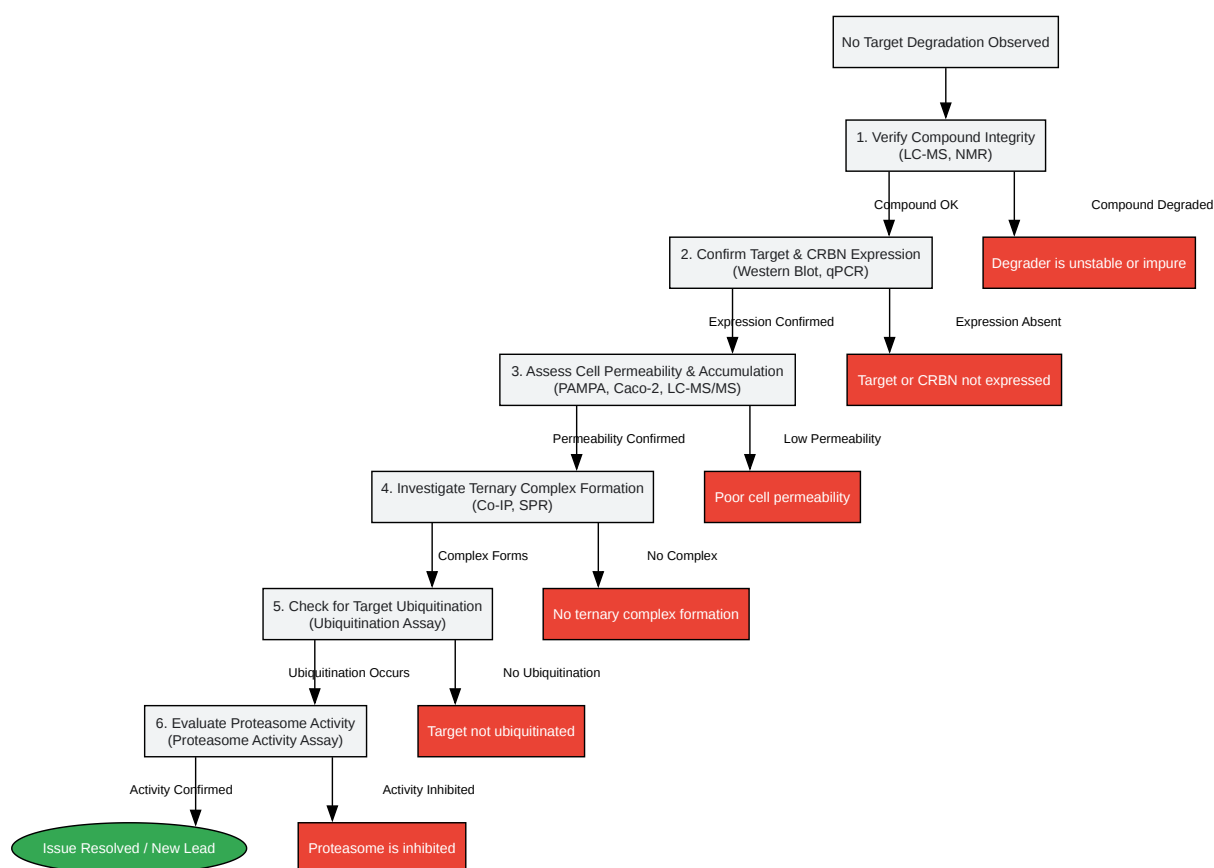 No Target Degradation Observed
1. Verify Compound Integrity
(LC-MS, NMR)
Compound OK
Compound Degraded
2. Confirm Target & CRBN Expression
(Western Blot, qPCR)
Degrader is unstable or impure
Expression Confirmed
Expression Absent
3. Assess Cell Permeability & Accumulation
(PAMPA, Caco-2, LC-MS/MS)
Target or CRBN not expressed
Permeability Confirmed
Low Permeability
4. Investigate Ternary Complex Formation
(Co-IP, SPR)
Poor cell permeability
Complex Forms
No Complex
5. Check for Target Ubiquitination
(Ubiquitination Assay)
No ternary complex formation
Ubiquitination Occurs
No Ubiquitination
6. Evaluate Proteasome Activity
(Proteasome Activity Assay)
Target not ubiquitinated
Activity Confirmed
Activity Inhibited
Issue Resolved / New Lead
Proteasome is inhibited